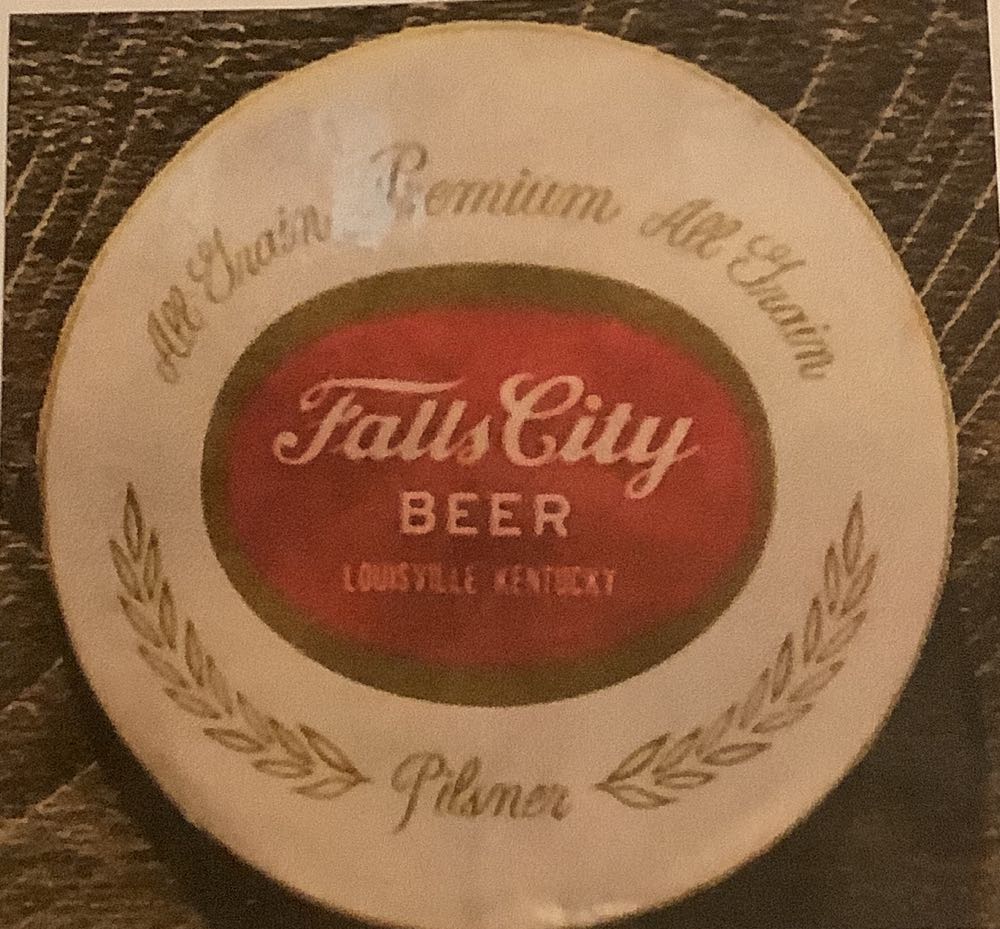 All Grain Premium All Grain
Falls City
BEER
LOUISVILLE KENTUCKY
Pilsner